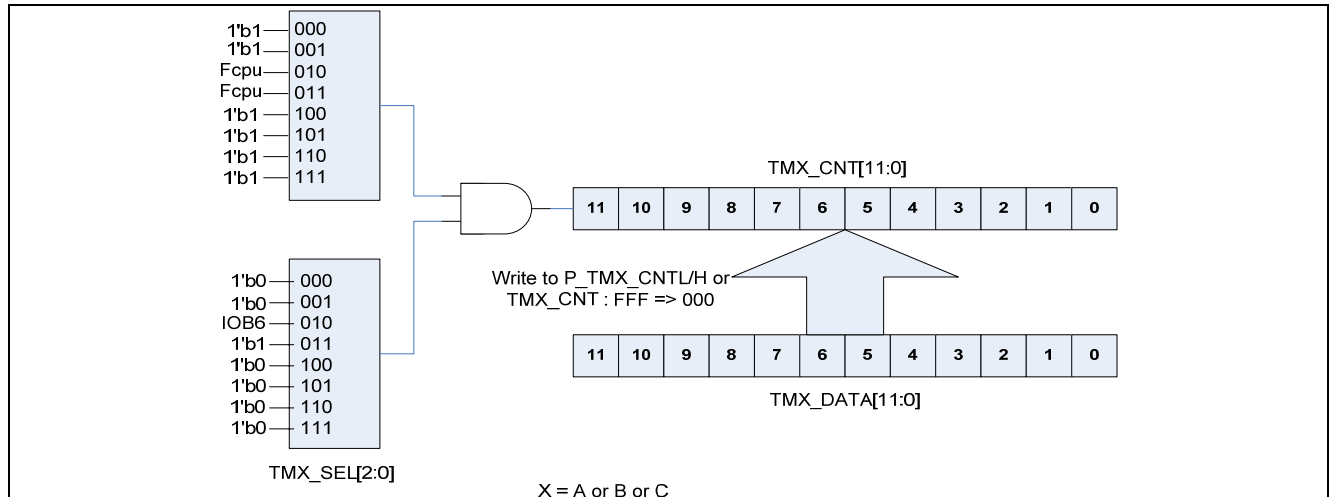 1'b1 000
1'b1 001
Fcpu 010
Fcpu 011
1'b1 100
1'b1 101
1'b1 110
1'b1 111
TMX_CNT[11:0]
11 10 9 8 7 6 5 4 3 2 1 0
1'b0 000
1'b0 001
IOB6 010
1'b1 011
1'b0 100
1'b0 101
1'b0 110
1'b0 111
TMX_SEL[2:0]
Write to P_TMX_CNTL/H or
TMX_CNT : FFF => 000
11 10 9 8 7 6 5 4 3 2 1 0
TMX_DATA[11:0]
X = A or B or C